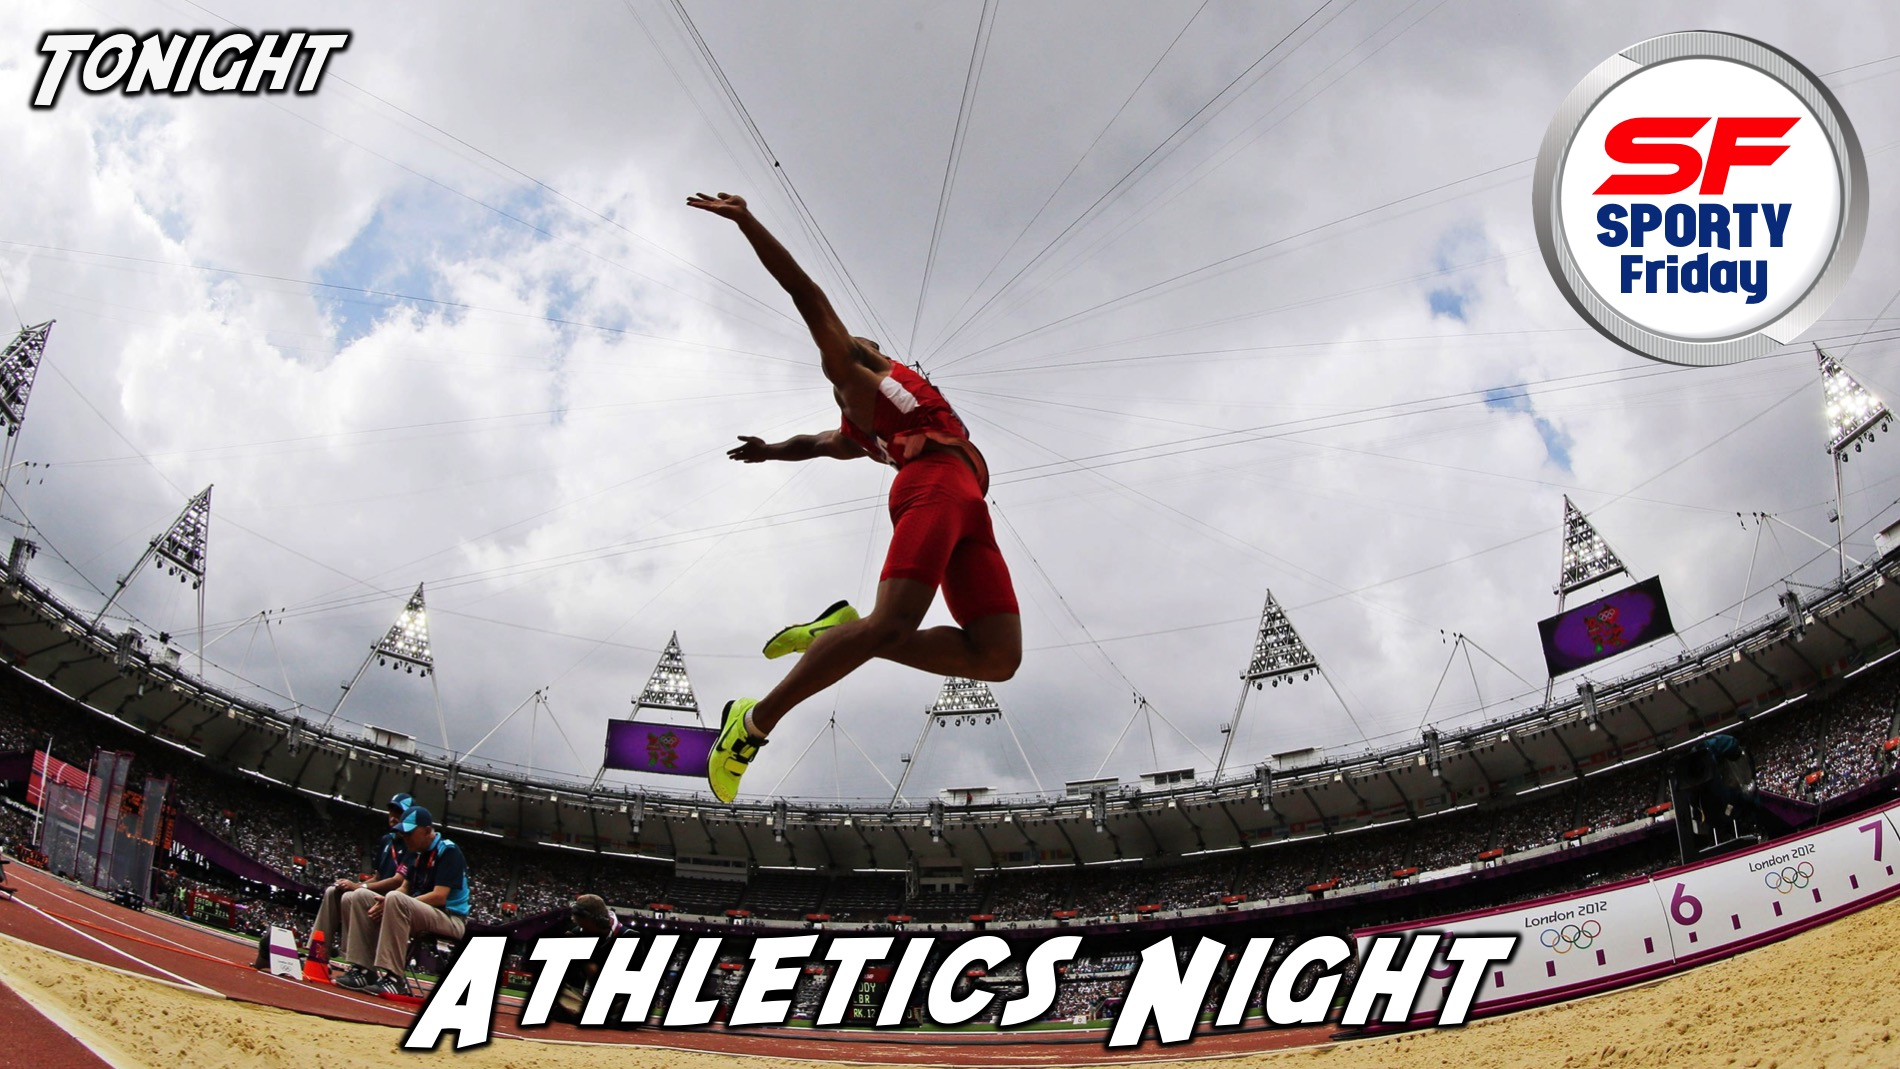 Tonight
SF
SPORTY
Friday
London 2012
7
London 2012
6
Athletics Night